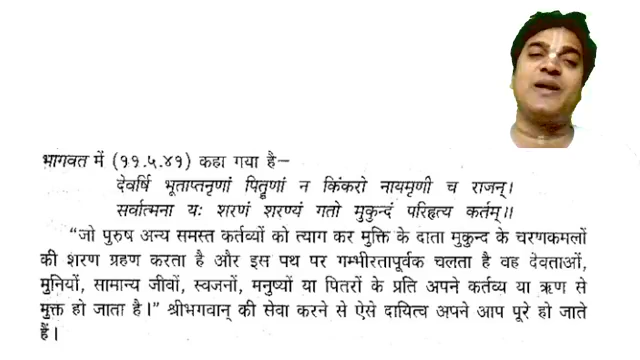 भागवत में (११.५.४१) कहा गया है—
देवर्षि भूताप्तनृणां पितॄणां न किंकरो नायमृणी च राजन्।
सर्वात्मना यः शरणं शरण्यं गतो मुकुन्दं परिहृत्य कर्तम्॥
“जो पुरुष अन्य समस्त कर्तव्यों को त्याग कर मुक्ति के दाता मुकुन्द के चरणकमलों
की शरण ग्रहण करता है और इस पथ पर गम्भीरतापूर्वक चलता है वह देवताओं,
मुनियों, सामान्य जीवों, स्वजनों, मनुष्यों या पितरों के प्रति अपने कर्तव्य या ऋण से
मुक्त हो जाता है।” श्रीभगवान् की सेवा करने से ऐसे दायित्व अपने आप पूरे हो जाते
हैं।